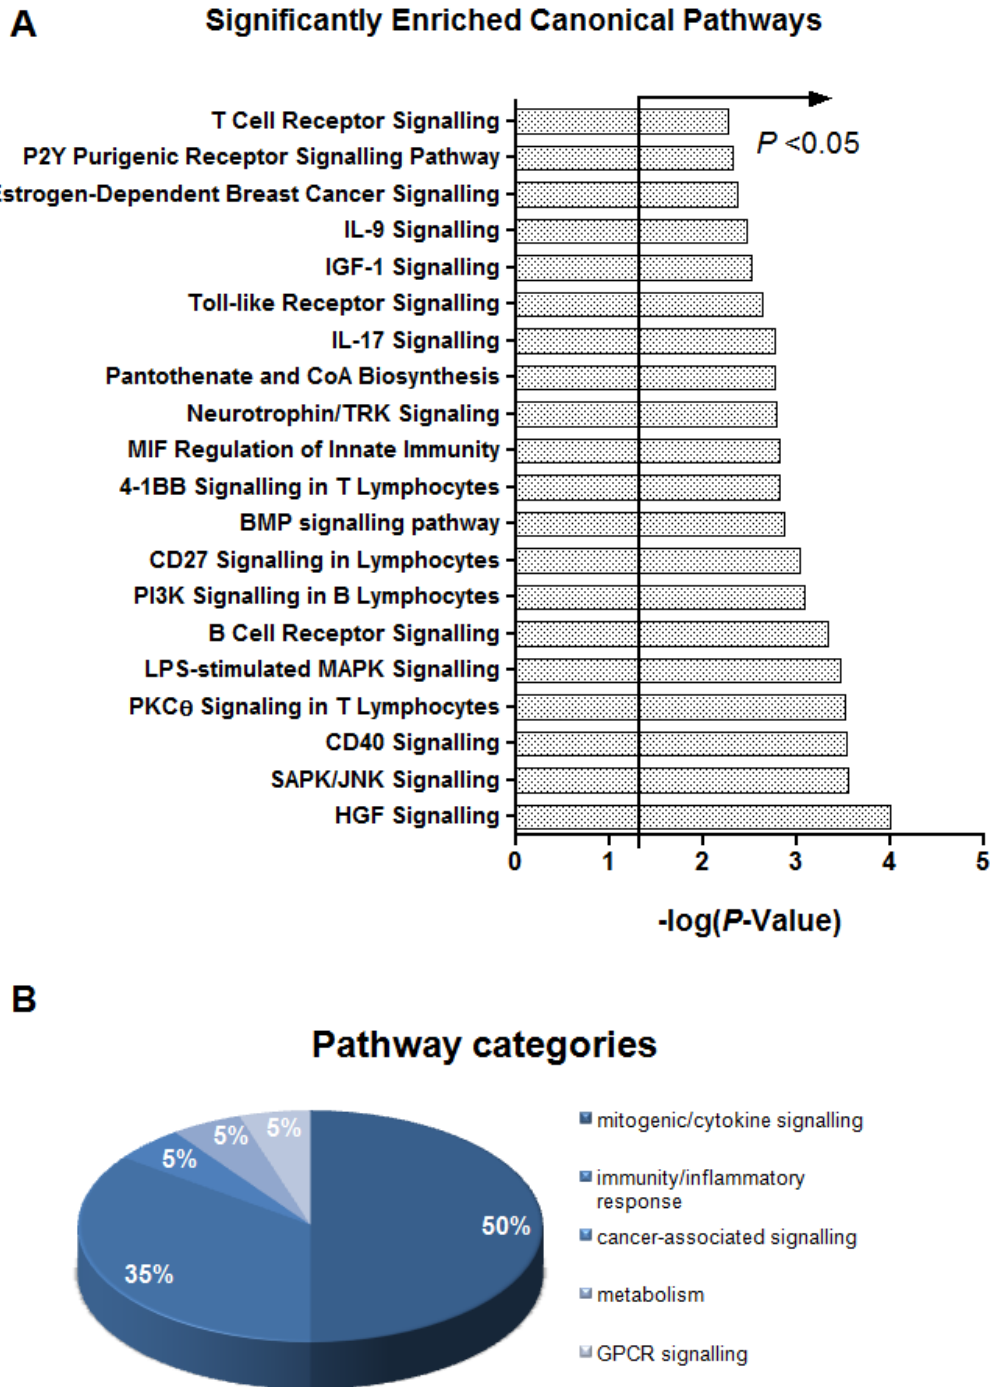 A
Significantly Enriched Canonical Pathways
P <0.05
T Cell Receptor Signalling
P2Y Purigenic Receptor Signalling Pathway
Estrogen-Dependent Breast Cancer Signalling
IL-9 Signalling
IGF-1 Signalling
Toll-like Receptor Signalling
IL-17 Signalling
Pantothenate and CoA Biosynthesis
Neurotrophin/TRK Signaling
MIF Regulation of Innate Immunity
4-1BB Signalling in T Lymphocytes
BMP signalling pathway
CD27 Signalling in Lymphocytes
PI3K Signalling in B Lymphocytes
B Cell Receptor Signalling
LPS-stimulated MAPK Signalling
PKCθ Signaling in T Lymphocytes
CD40 Signalling
SAPK/JNK Signalling
HGF Signalling
0 1 2 3 4 5
-log(P-Value)
B
Pathway categories
5%
5%
5%
50%
35%
mitogenic/cytokine signalling
immunity/inflammatory
response
cancer-associated signalling
metabolism
GPCR signalling